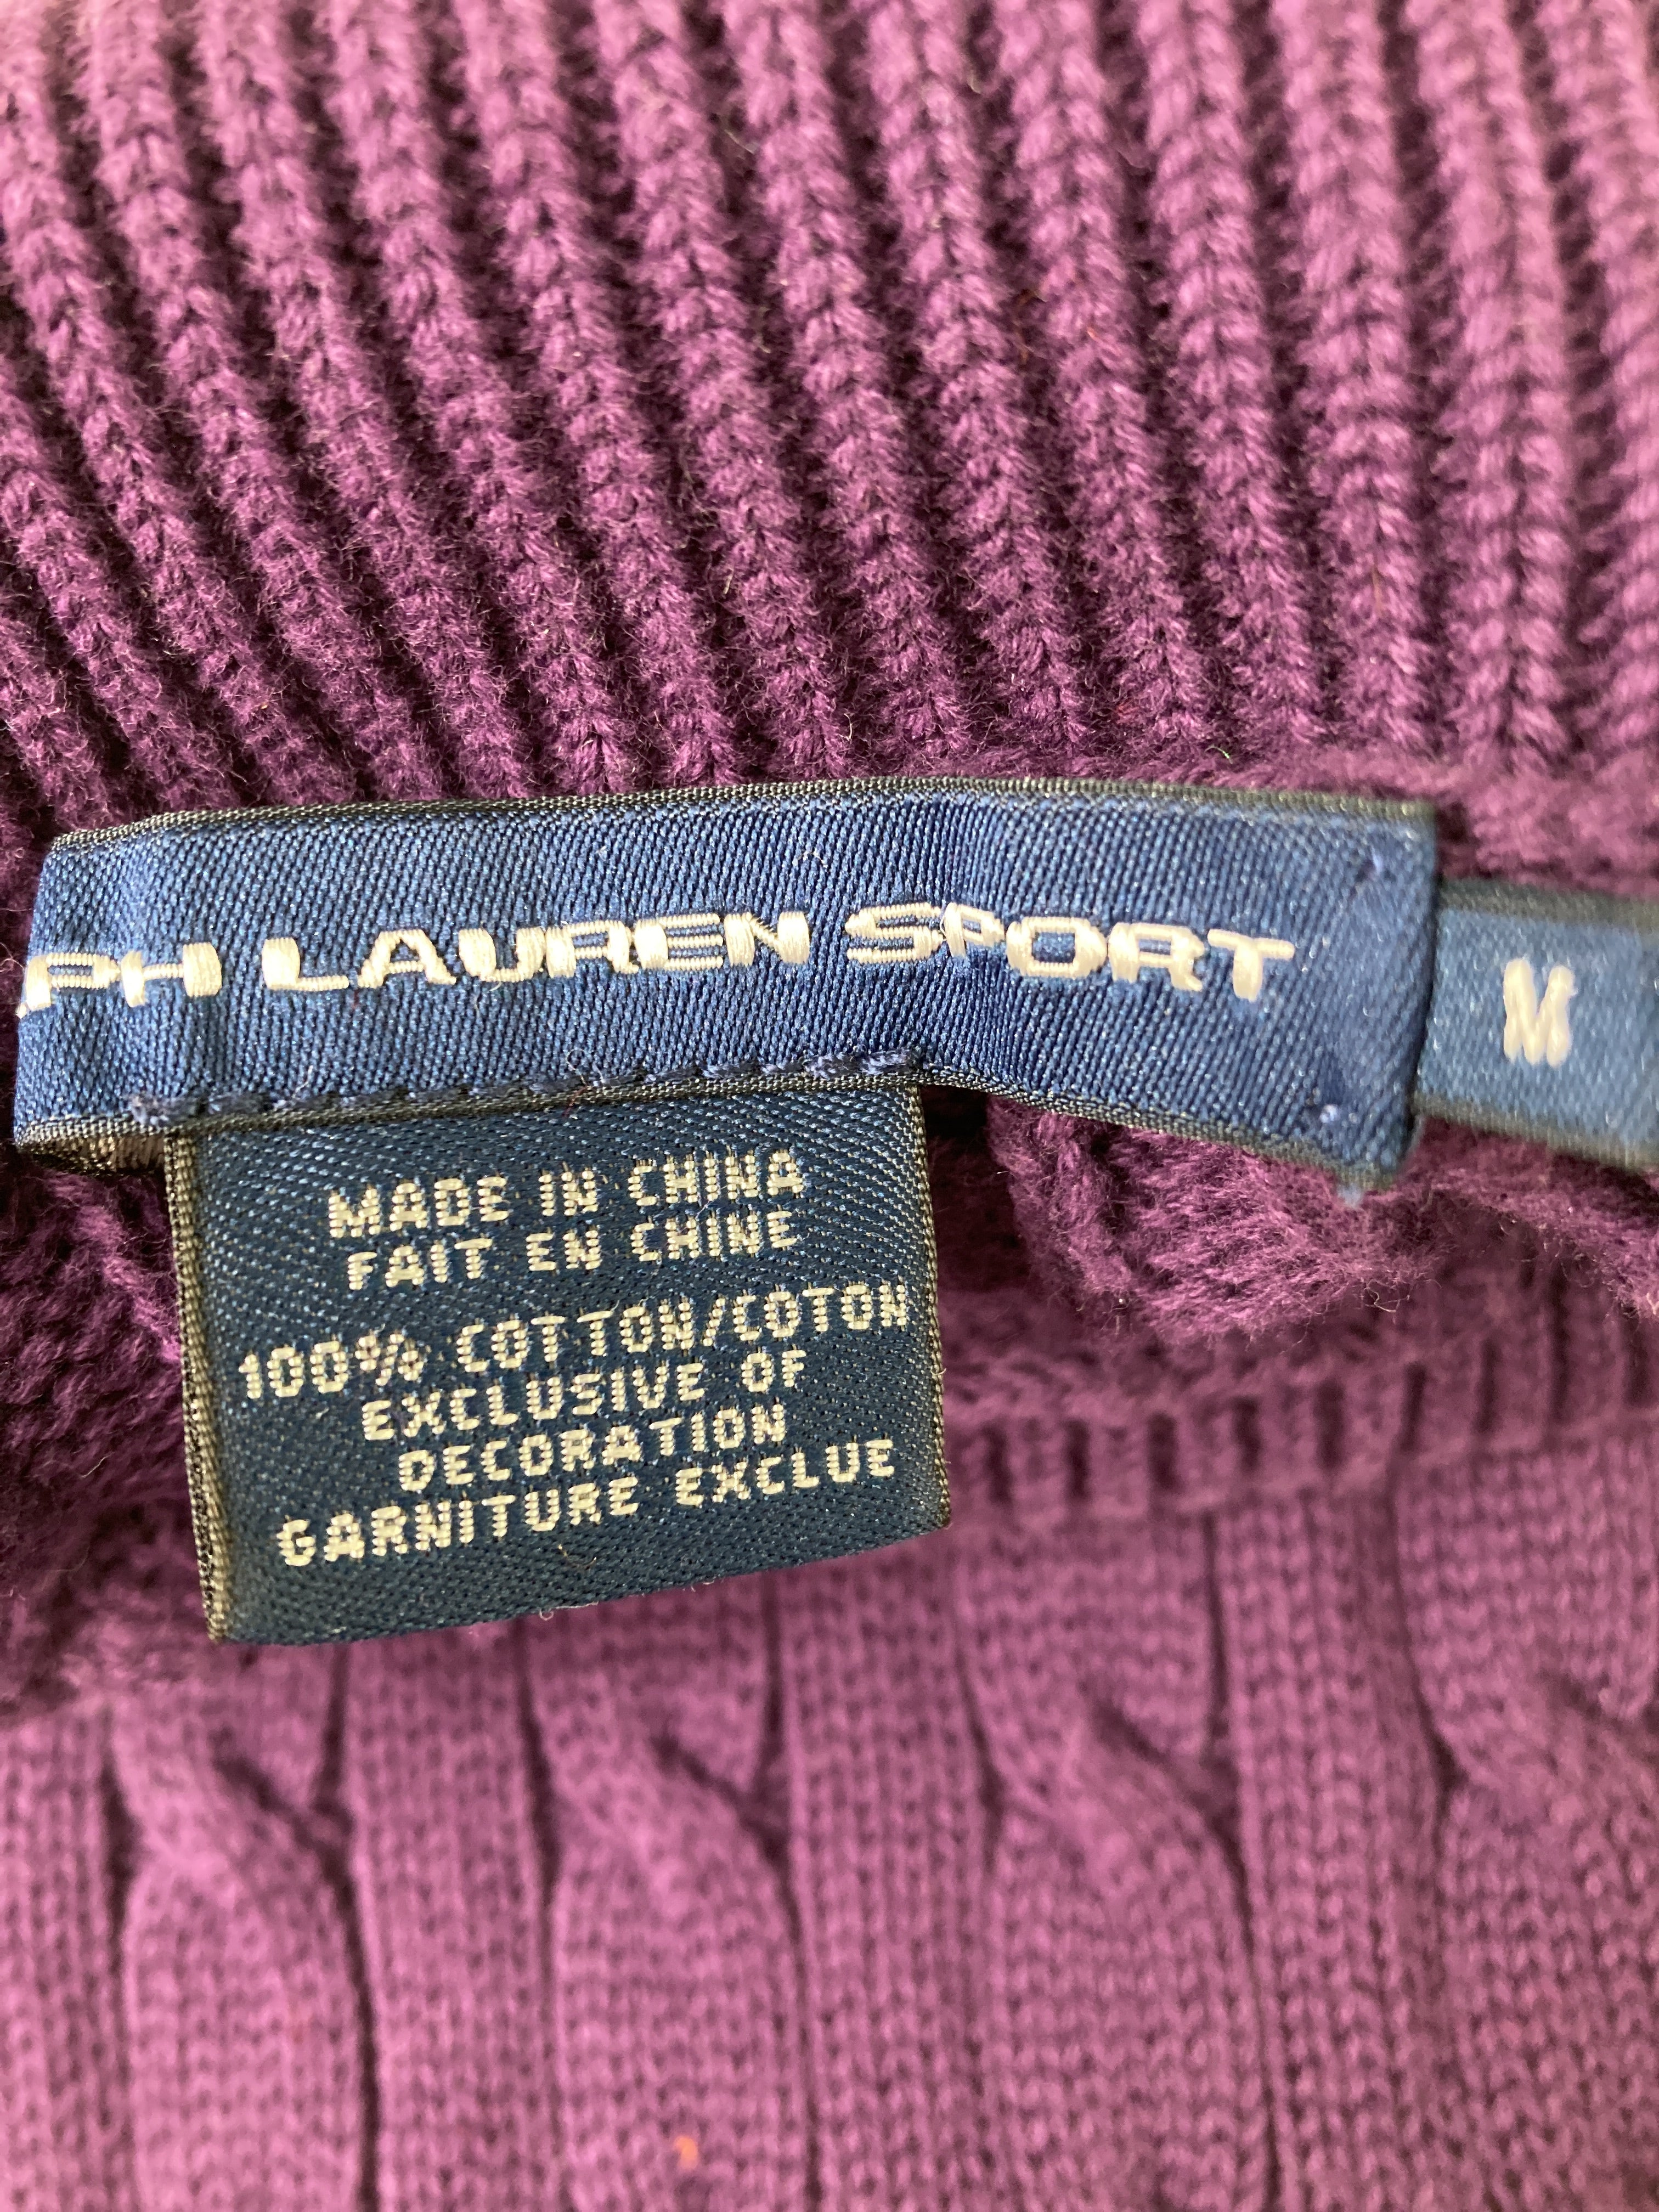 PH LAUREN SPORT
M
MADE IN CHINA
FAIT EN CHINE
100% COTTON/COTON
EXCLUSIVE OF
DECORATION
GARNITURE EXCLUE